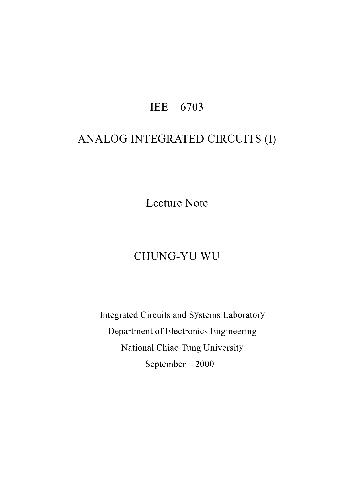 IEE 6703
ANALOG INTEGRATED CIRCUITS (I)
Lecture Note
CHUNG-YU WU
Integrated Circuits and Systems Laboratory
Department of Electronics Engineering
National Chiao Tung University
September 2000